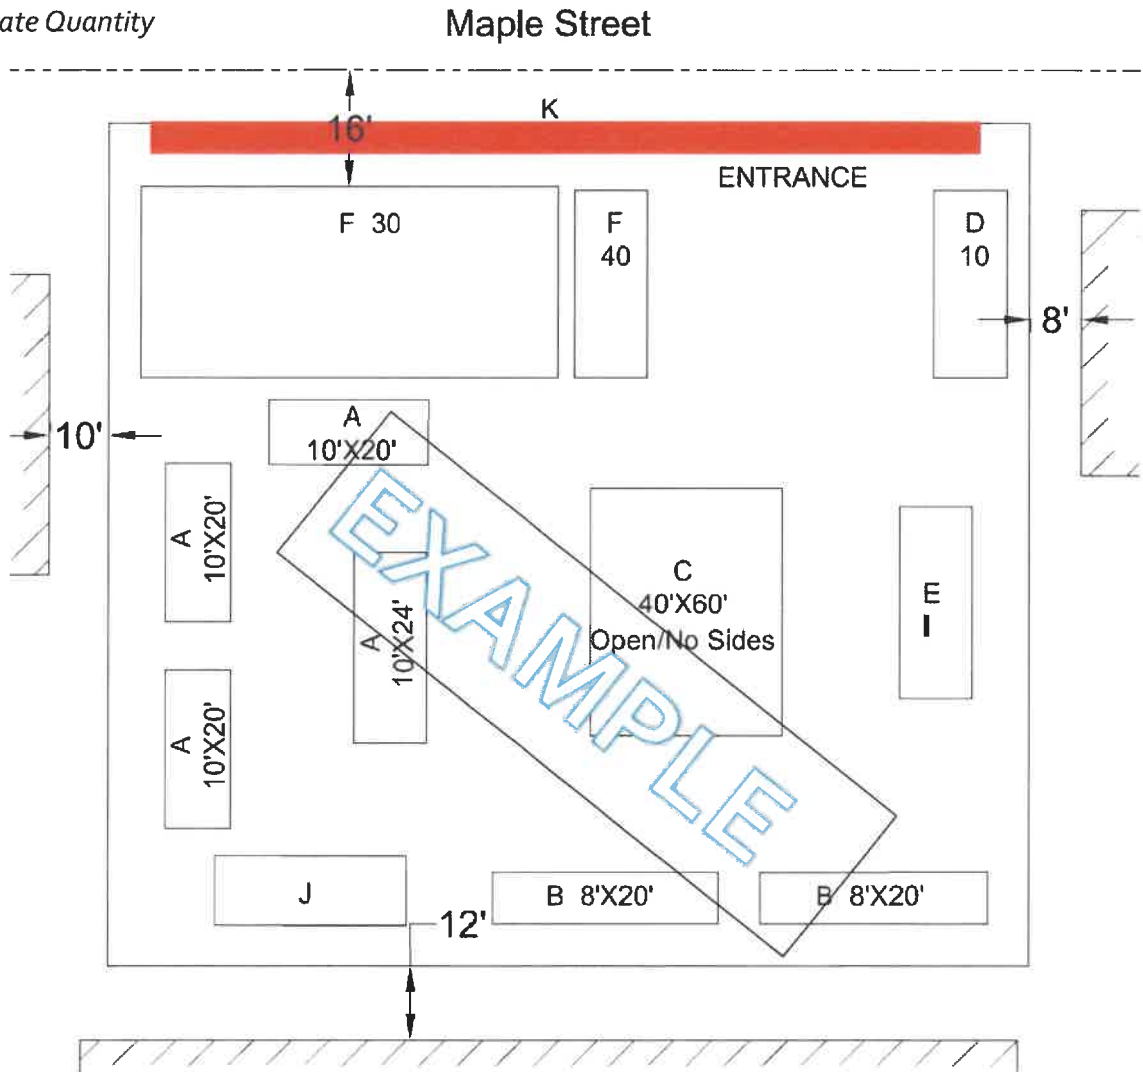 ate Quantity
Maple Street
K
16'
ENTRANCE
F 30
F
40
D
10
8'
10'
A
10'X20'
A
10'X20'
A
10'X24'
C
40'X60'
Open/No Sides
E
I
A
10'X20'
EXAMPLE
J
B 8'X20'
B 8'X20'
12'